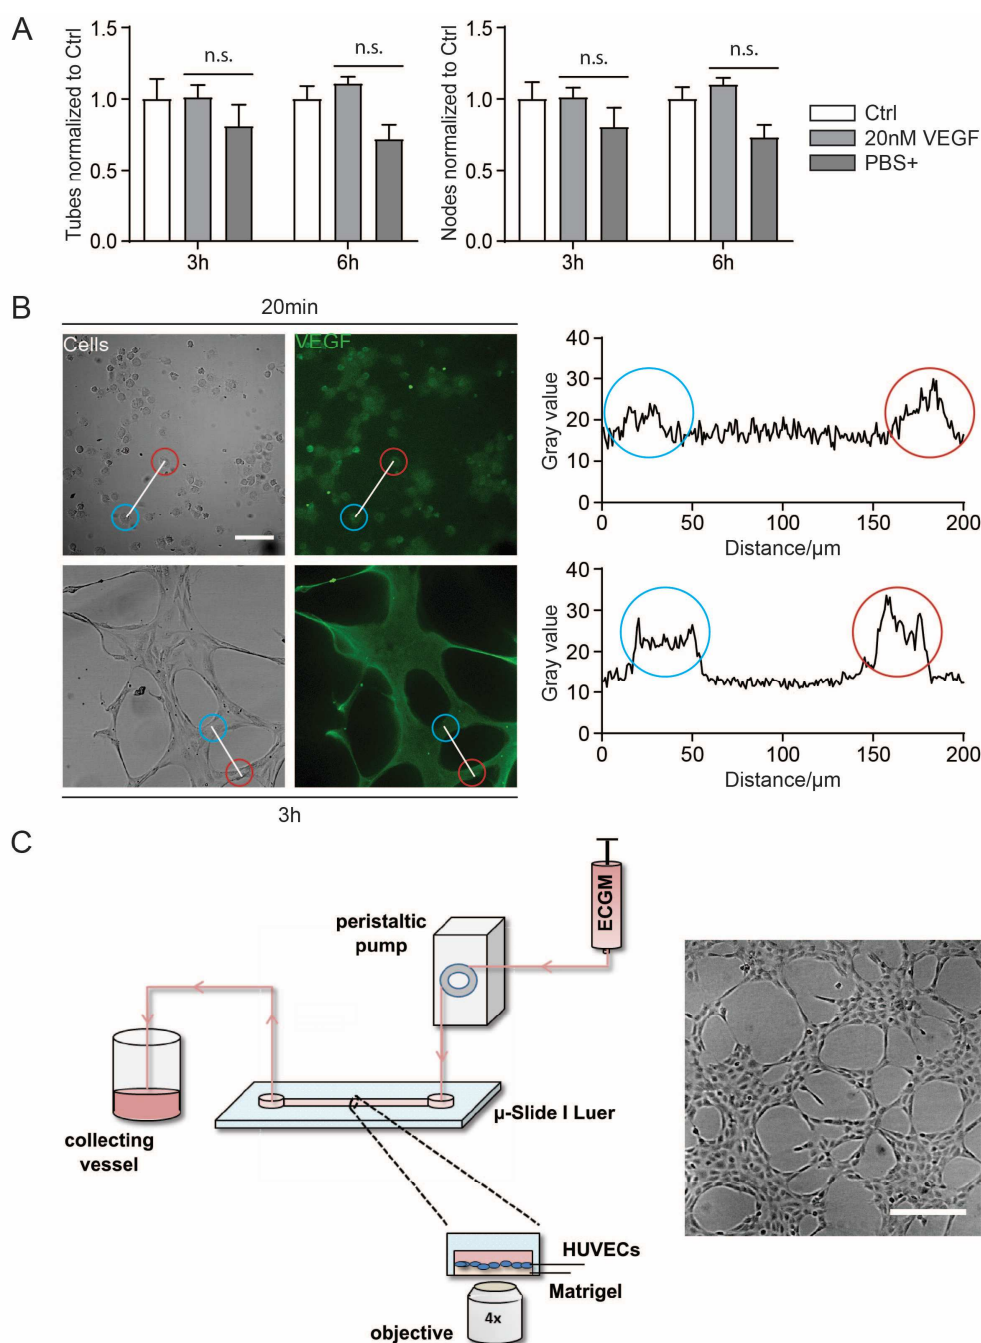 A
Tubes normalized to Ctrl
1.5
1.0
0.5
0.0
n.s.
n.s.
3h
6h
Nodes normalized to Ctrl
1.5
1.0
0.5
0.0
n.s.
n.s.
3h
6h
Ctrl
20nM VEGF
PBS+
B
20min
Cells
VEGF
3h
Gray value
40
30
20
10
0
0
50
100
150
200
Distance/µm
Gray value
40
30
20
10
0
0
50
100
150
200
Distance/µm
C
ECGM
peristaltic
pump
collecting
vessel
µ-Slide I Luer
HUVECs
Matrigel
4x
objective